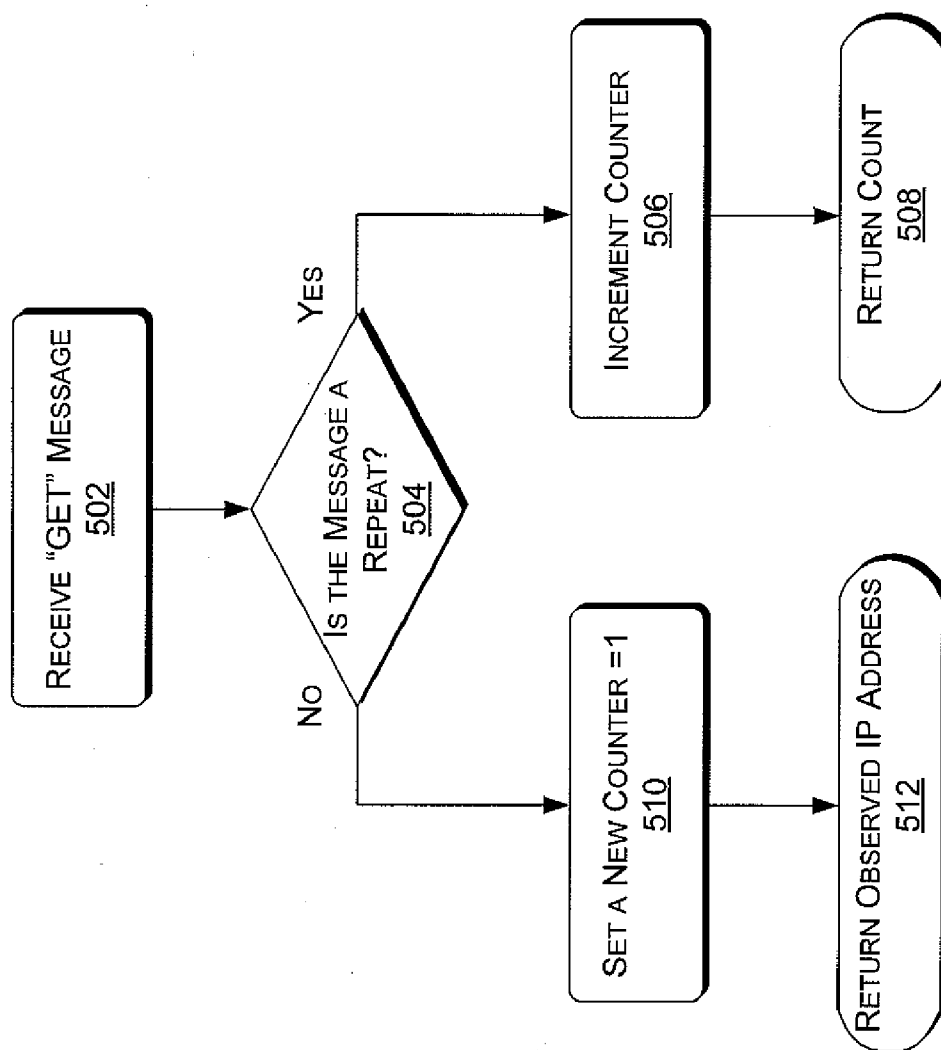 RECEIVE "GET" MESSAGE
502
IS THE MESSAGE A
REPEAT?
504
YES
NO
INCREMENT COUNTER
506
RETURN COUNT
508
SET A NEW COUNTER =1
510
RETURN OBSERVED IP ADDRESS
512